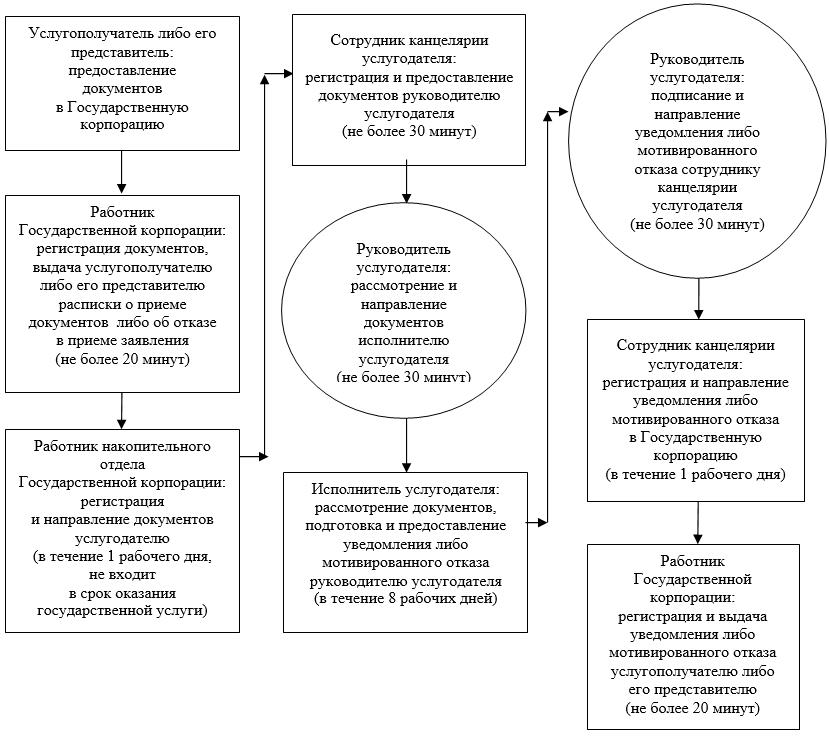 Услугополучатель либо его
представитель:
предоставление
документов
в Государственную
корпорацию
Работник
Государственной корпорации:
регистрация документов,
выдача услугополучателю
либо его представителю
расписки о приеме
документов либо об отказе
в приеме заявления
(не более 20 минут)
Работник накопительного
отдела
Государственной корпорации:
регистрация
и направление документов
услугодателю
(в течение 1 рабочего дня,
не входит
в срок оказания
государственной услуги)
Сотрудник канцелярии
услугодателя:
регистрация и предоставление
документов руководителю
услугодателя
(не более 30 минут)
Руководитель
услугодателя:
рассмотрение и
направление
документов
исполнителю
услугодателя
(не более 30 минут)
Исполнитель услугодателя:
рассмотрение документов,
подготовка и предоставление
уведомления либо
мотивированного отказа
руководителю услугодателя
(в течение 8 рабочих дней)
Руководитель
услугодателя:
подписание и
направление
уведомления либо
мотивированного
отказа сотруднику
канцелярии
услугодателя
(не более 30 минут)
Сотрудник канцелярии
услугодателя:
регистрация и направление
уведомления либо
мотивированного отказа
в Государственную
корпорацию
(в течение 1 рабочего дня)
Работник
Государственной
корпорации:
регистрация и выдача
уведомления либо
мотивированного отказа
услугополучателю либо
его представителю
(не более 20 минут)